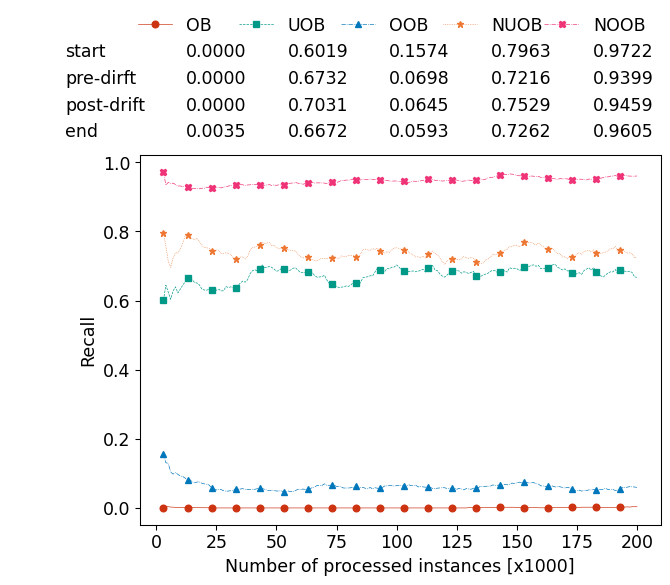 OB UOB OOB NUOB NOOB
start 0.0000 0.6019 0.1574 0.7963 0.9722
pre-dirft 0.0000 0.6732 0.0698 0.7216 0.9399
post-drift 0.0000 0.7031 0.0645 0.7529 0.9459
end 0.0035 0.6672 0.0593 0.7262 0.9605
1.0
0.8
0.6
0.4
0.2
0.0
Recall
0 25 50 75 100 125 150 175 200
Number of processed instances [x1000]